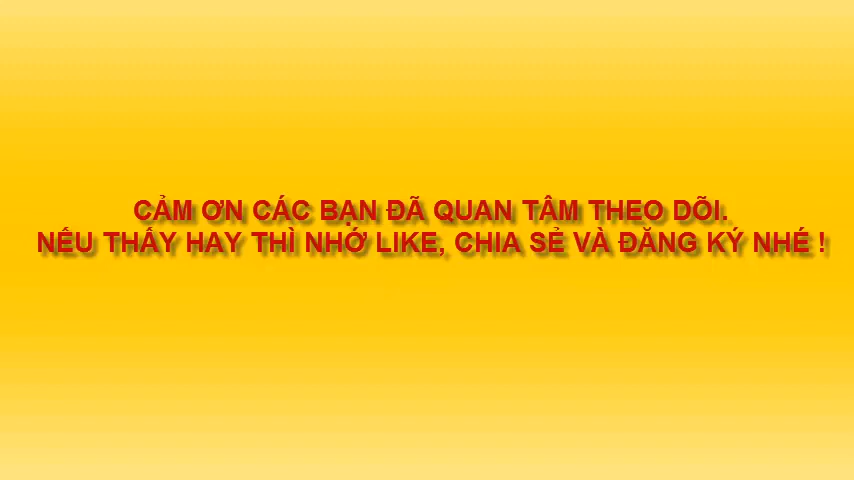 CẢM ƠN CÁC BẠN ĐÃ QUAN TÂM THEO DÕI.
NẾU THẤY HAY THÌ NHỚ LIKE, CHIA SẺ VÀ ĐĂNG KÝ NHÉ !